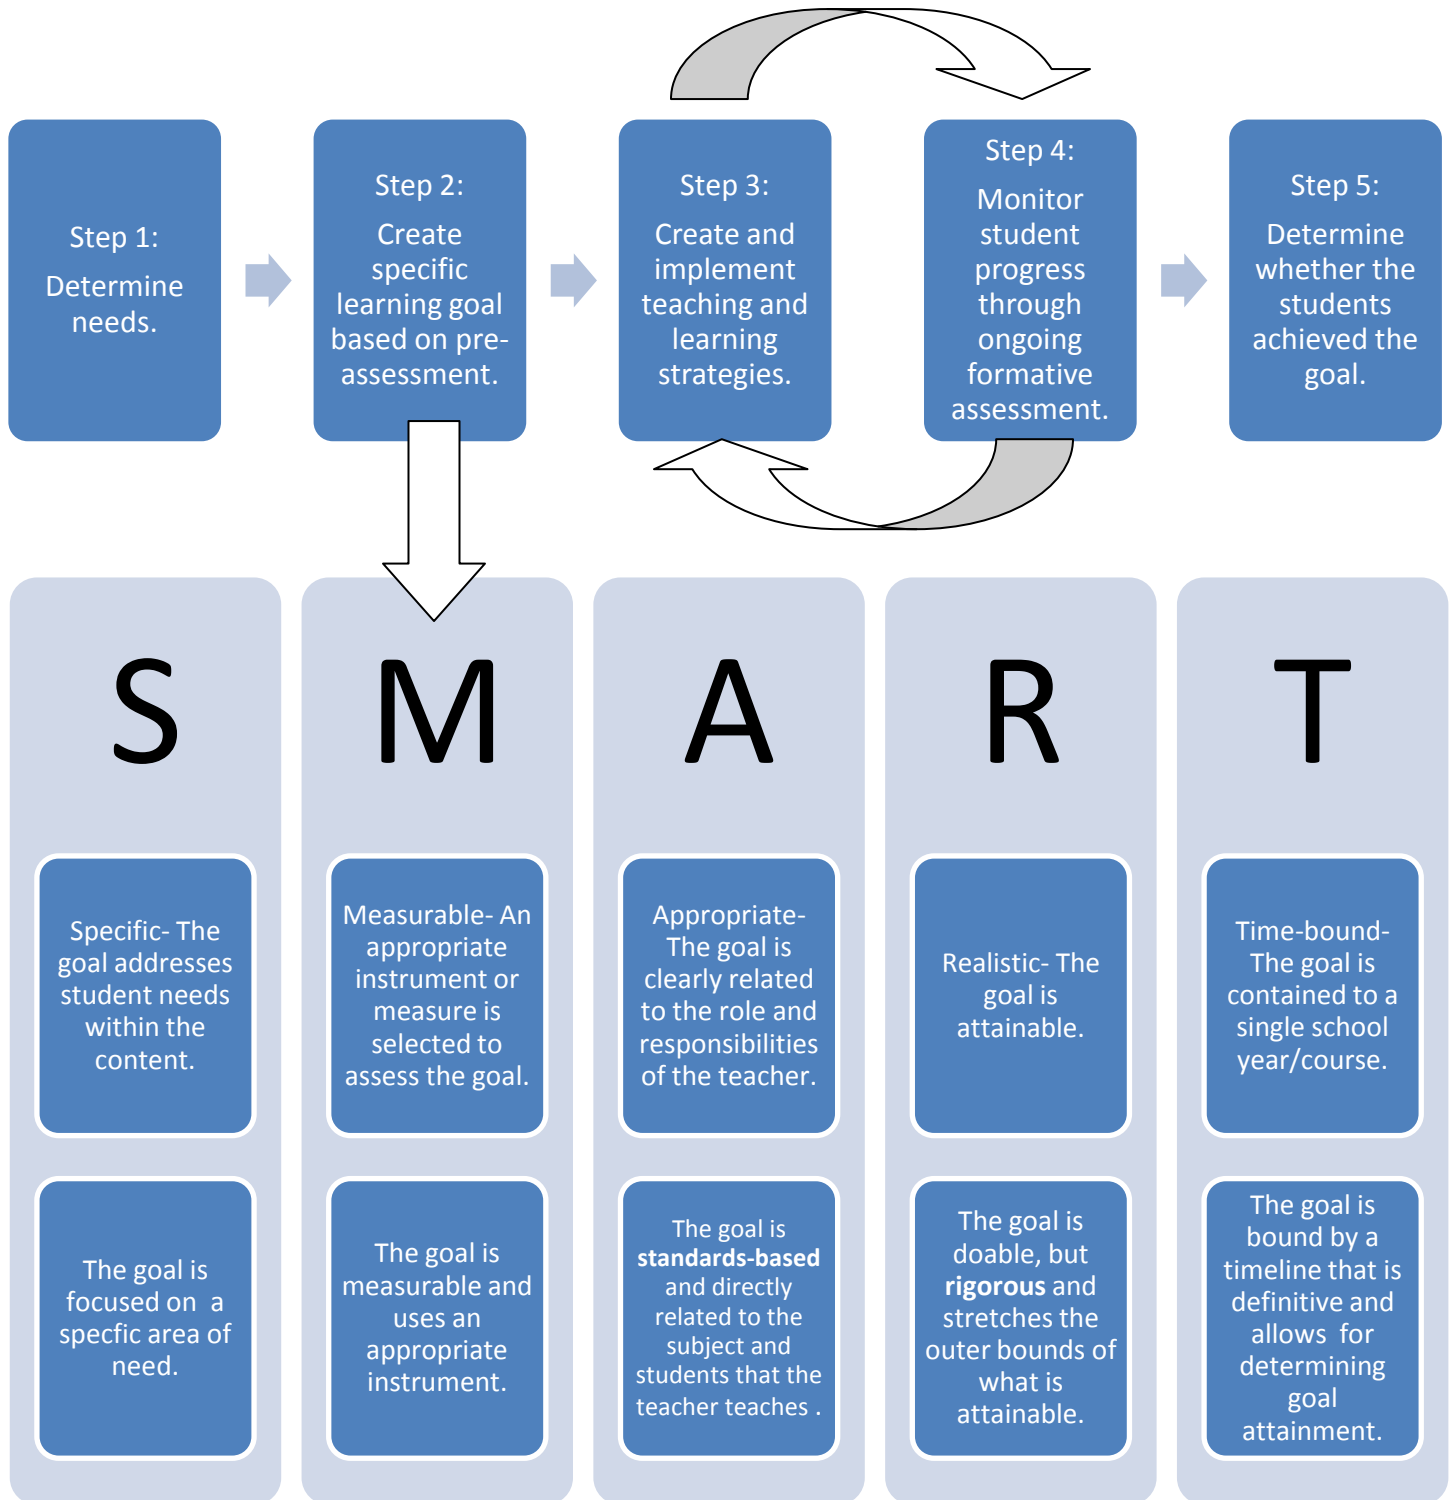 Step 1:
Determine
needs.
Step 2:
Create
specific
learning goal
based on pre-
assessment.
Step 3:
Create and
implement
teaching and
learning
strategies.
Step 4:
Monitor
student
progress
through
ongoing
formative
assessment.
Step 5:
Determine
whether the
students
achieved the
goal.
S
Specific- The
goal addresses
student needs
within the
content.
The goal is
focused on a
specfic area of
need.
M
Measurable- An
appropriate
instrument or
measure is
selected to
assess the goal.
The goal is
measurable and
uses an
appropriate
instrument.
A
Appropriate-
The goal is
clearly related
to the role and
responsibilities
of the teacher.
The goal is
standards-based
and directly
related to the
subject and
students that the
teacher teaches .
R
Realistic- The
goal is
attainable.
The goal is
doable, but
rigorous and
stretches the
outer bounds of
what is
attainable.
T
Time-bound-
The goal is
contained to a
single school
year/course.
The goal is
bound by a
timeline that is
definitive and
allows for
determining
goal
attainment.